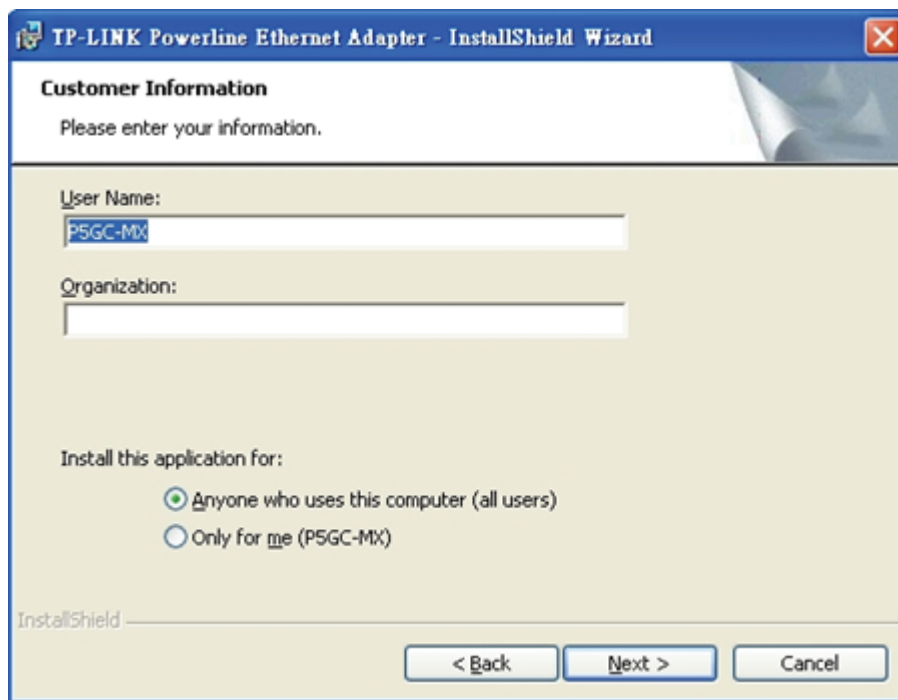 TP-LINK Powerline Ethernet Adapter - InstallShield Wizard
Customer Information
Please enter your information.
User Name:
P5GC-MX
Organization:
Install this application for:
Anyone who uses this computer (all users)
Only for me (P5GC-MX)
InstallShield
< Back Next > Cancel